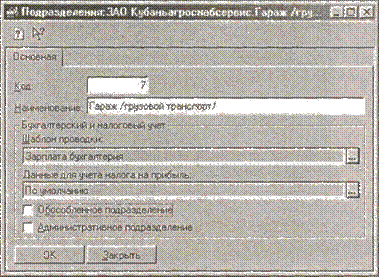 Подразделения:ЗАО Кубаньагроснабсервис.Гараж /гру...
Основная
Код: 7
Наименование: Гараж /грузовой транспорт/
Бухгалтерский и налоговый учет
Шаблон проводки:
Зарплата бухгалтерия ...
Данные для учета налога на прибыль:
По умолчанию ...
Обособленное подразделение
Административное подразделение
OK Закрыть